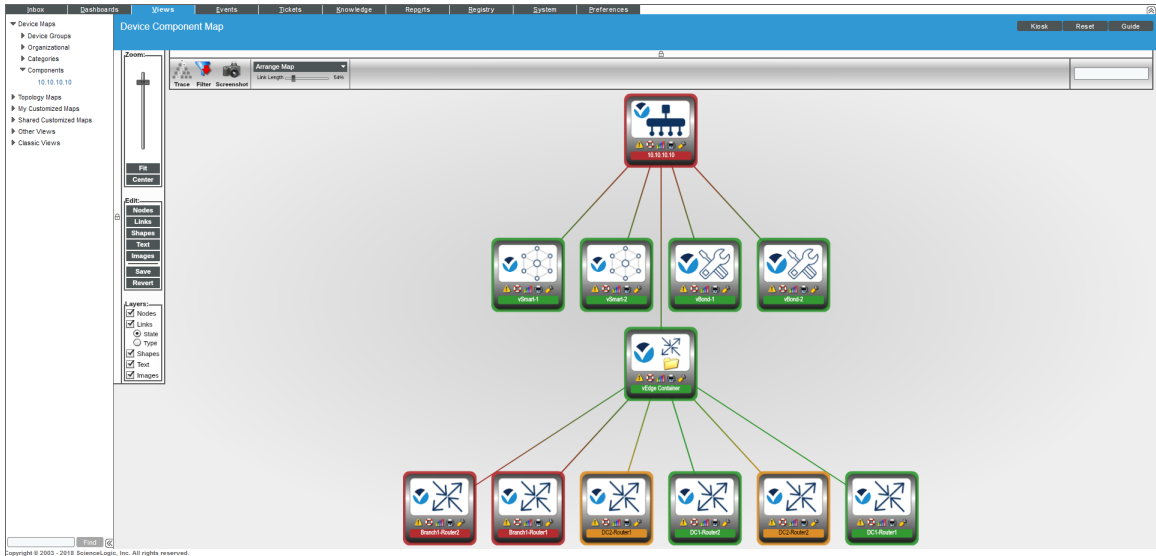 Inbox Dashboards Views Events Tickets Knowledge Reports Registry System Preferences
Device Maps
Device Groups
Organizational
Categories
Components
10.10.10.10
Topology Maps
My Customized Maps
Shared Customized Maps
Other Views
Classic Views
Device Component Map
Kiosk Reset Guide
Zoom:
Fit
Center
Edit:
Nodes
Links
Shapes
Text
Images
Save
Revert
Layers:
Nodes
Links
State
Type
Shapes
Text
Images
Trace Filter Screenshot
Arrange Map
Link Length 54%
10.10.10.10
vSmart-1 vSmart-2 vBond-1 vBond-2
vEdge Container
Branch1-Router2 Branch1-Router1 DC2-Router1 DC1-Router2 DC2-Router2 DC1-Router1
Find
Copyright © 2003 - 2018 ScienceLogic, Inc. All rights reserved.